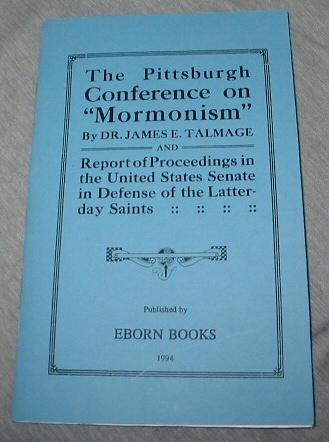 The Pittsburgh
Conference on
"Mormonism"
By DR. JAMES E. TALMAGE
AND
Report of Proceedings in
the United States Senate
in Defense of the Latter-
day Saints :: :: :: ::
Published by
EBORN BOOKS
1994